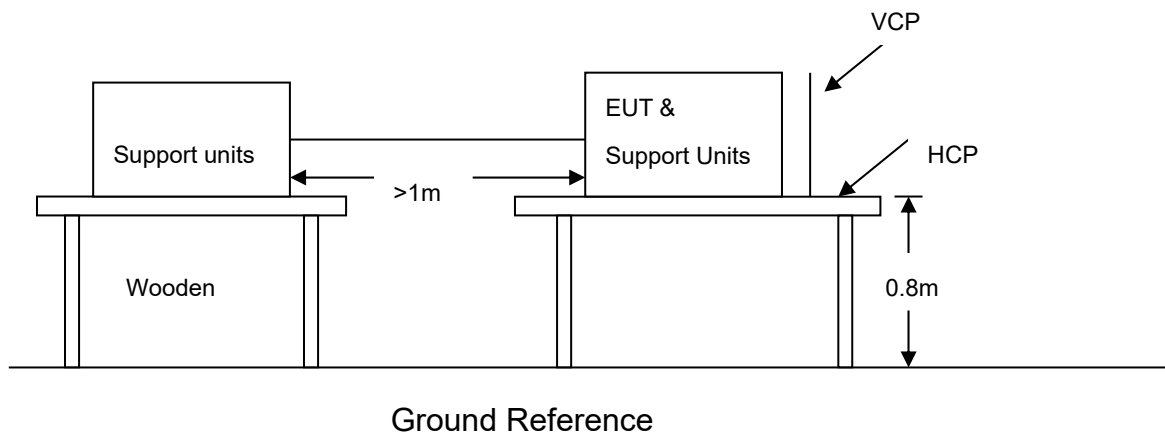 VCP
EUT &
Support units
Support Units
HCP
>1m
Wooden
0.8m
Ground Reference